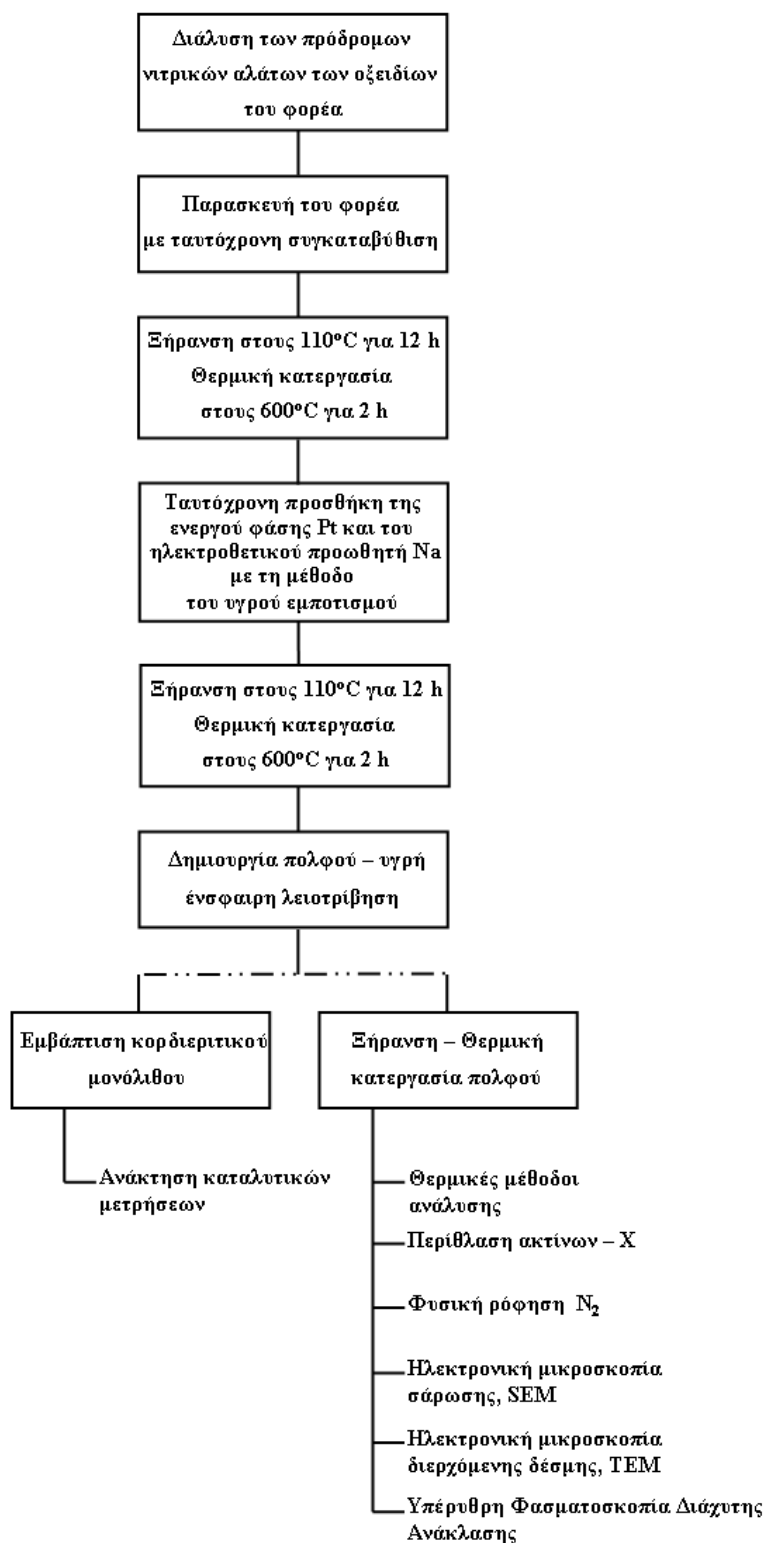 Διάλυση των πρόδρομων
νιτρικών αλάτων των οξειδίων
του φορέα
Παρασκευή του φορέα
με ταυτόχρονη συγκαταβύθιση
Ξήρανση στους 110°C για 12 h
Θερμική κατεργασία
στους 600°C για 2 h
Ταυτόχρονη προσθήκη της
ενεργού φάσης Pt και του
ηλεκτροθετικού προωθητή Na
με τη μέθοδο
του υγρού εμποτισμού
Ξήρανση στους 110°C για 12 h
Θερμική κατεργασία
στους 600°C για 2 h
Δημιουργία πολφού – υγρή
ένσφαιρη λειοτρίβηση
Εμβάπτιση κορδιεριτικού
μονόλιθου
Ανάκτηση καταλυτικών
μετρήσεων
Ξήρανση – Θερμική
κατεργασία πολφού
Θερμικές μέθοδοι
ανάλυσης
Περίθλαση ακτίνων – Χ
Φυσική ρόφηση N₂
Ηλεκτρονική μικροσκοπία
σάρωσης, SEM
Ηλεκτρονική μικροσκοπία
διερχόμενης δέσμης, TEM
Υπέρυθρη Φασματοσκοπία Διάχυτης
Ανάκλασης